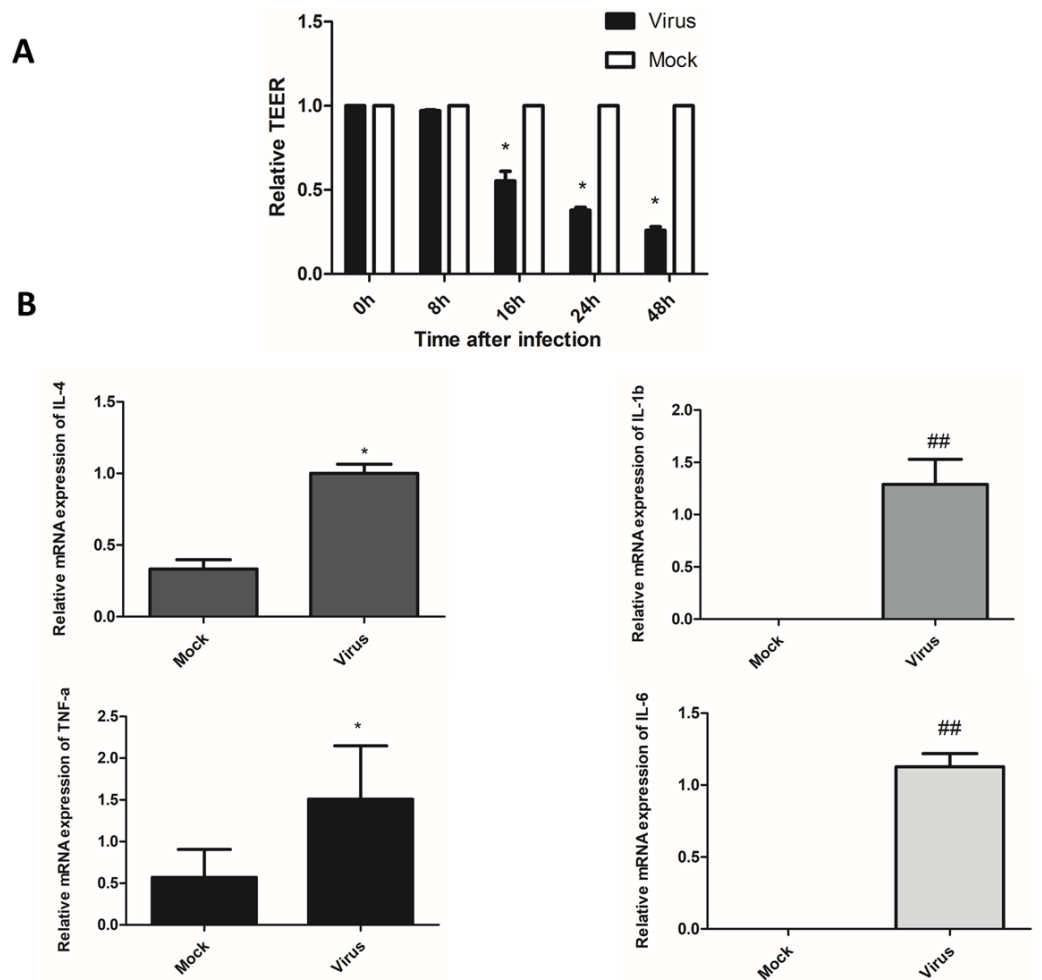 A
Relative TEER
1.5
1.0
0.5
0.0
Virus
Mock
*
*
*
0h
8h
16h
24h
48h
Time after infection
B
Relative mRNA expression of IL-4
1.5
1.0
0.5
0.0
*
Mock
Virus
Relative mRNA expression of IL-1b
2.0
1.5
1.0
0.5
0.0
##
Mock
Virus
Relative mRNA expression of TNF-a
2.5
2.0
1.5
1.0
0.5
0.0
*
Mock
Virus
Relative mRNA expression of IL-6
1.5
1.0
0.5
0.0
##
Mock
Virus